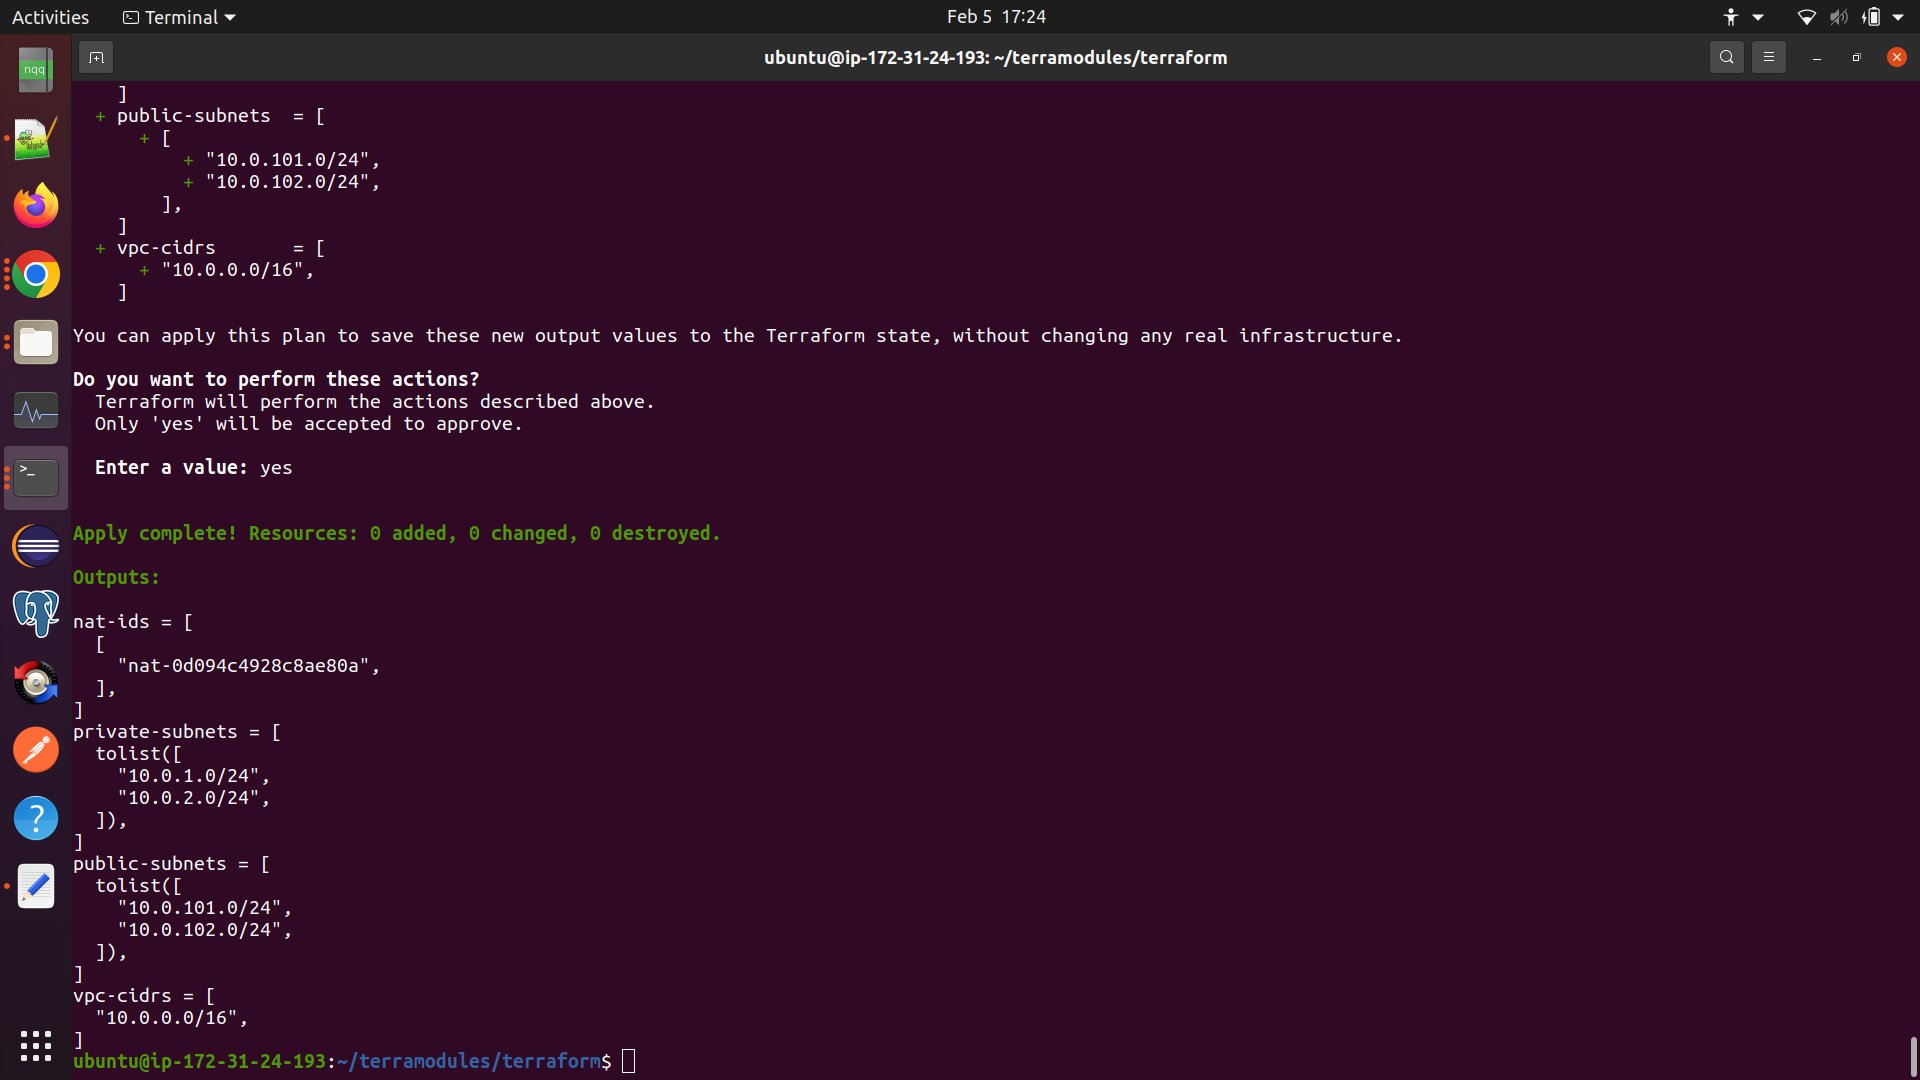 Activities
Terminal
Feb 5 17:24
ubuntu@ip-172-31-24-193: ~/terramodules/terraform
nqq
    ]
  + public-subnets  = [
      + [
          + "10.0.101.0/24",
          + "10.0.102.0/24",
        ],
    ]
  + vpc-cidrs       = [
      + "10.0.0.0/16",
    ]
You can apply this plan to save these new output values to the Terraform state, without changing any real infrastructure.
Do you want to perform these actions?
  Terraform will perform the actions described above.
  Only 'yes' will be accepted to approve.
  Enter a value: yes
Apply complete! Resources: 0 added, 0 changed, 0 destroyed.
Outputs:
nat-ids = [
  [
    "nat-0d094c4928c8ae80a",
  ],
]
private-subnets = [
  tolist([
    "10.0.1.0/24",
    "10.0.2.0/24",
  ]),
]
public-subnets = [
  tolist([
    "10.0.101.0/24",
    "10.0.102.0/24",
  ]),
]
vpc-cidrs = [
  "10.0.0.0/16",
]
ubuntu@ip-172-31-24-193:~/terramodules/terraform$